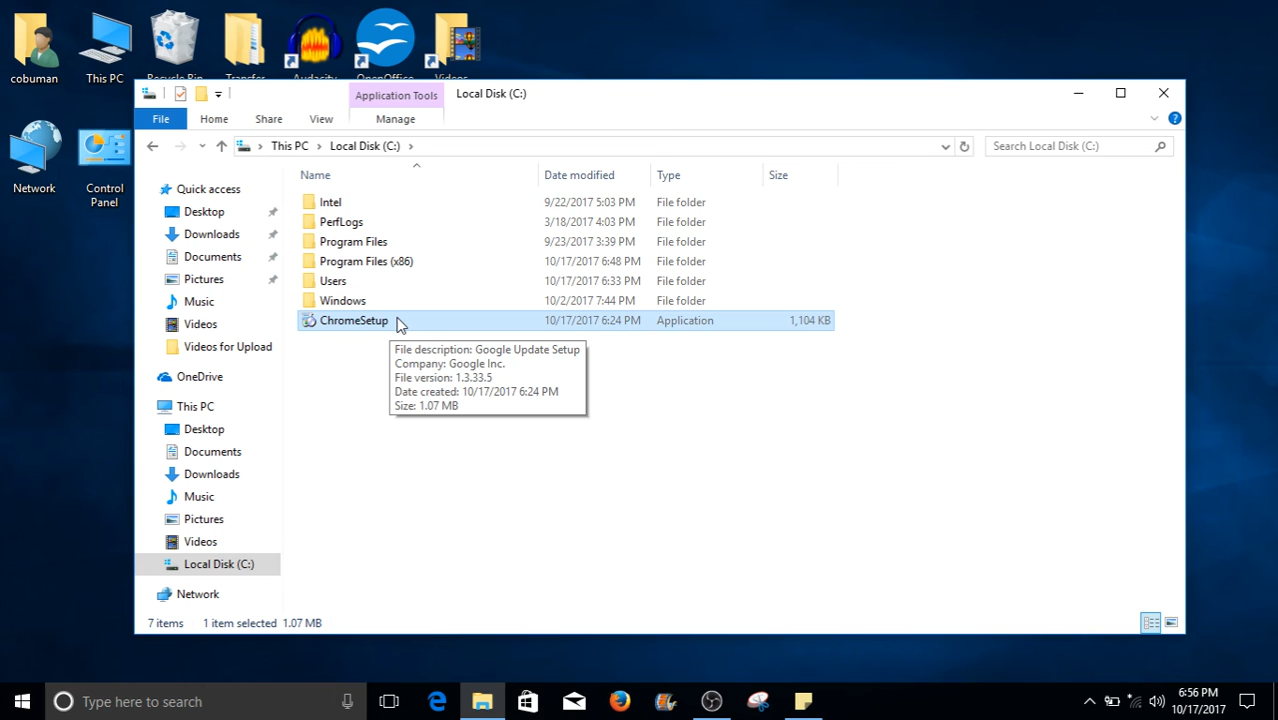 cobuman
This PC
Recycle Bin
Transfer
Audacity
OpenOffice
Videos
Network
Control Panel
Application Tools
Local Disk (C:)
File
Home
Share
View
Manage
This PC
Local Disk (C:)
Search Local Disk (C:)
Name
Date modified
Type
Size
Quick access
Desktop
Downloads
Documents
Pictures
Music
Videos
Videos for Upload
OneDrive
This PC
Desktop
Documents
Downloads
Music
Pictures
Videos
Local Disk (C:)
Network
Intel 9/22/2017 5:03 PM File folder
PerfLogs 3/18/2017 4:03 PM File folder
Program Files 9/23/2017 3:39 PM File folder
Program Files (x86) 10/17/2017 6:48 PM File folder
Users 10/17/2017 6:33 PM File folder
Windows 10/2/2017 7:44 PM File folder
ChromeSetup 10/17/2017 6:24 PM Application 1,104 KB
File description: Google Update Setup
Company: Google Inc.
File version: 1.3.33.5
Date created: 10/17/2017 6:24 PM
Size: 1.07 MB
7 items 1 item selected 1.07 MB
Type here to search
6:56 PM
10/17/2017